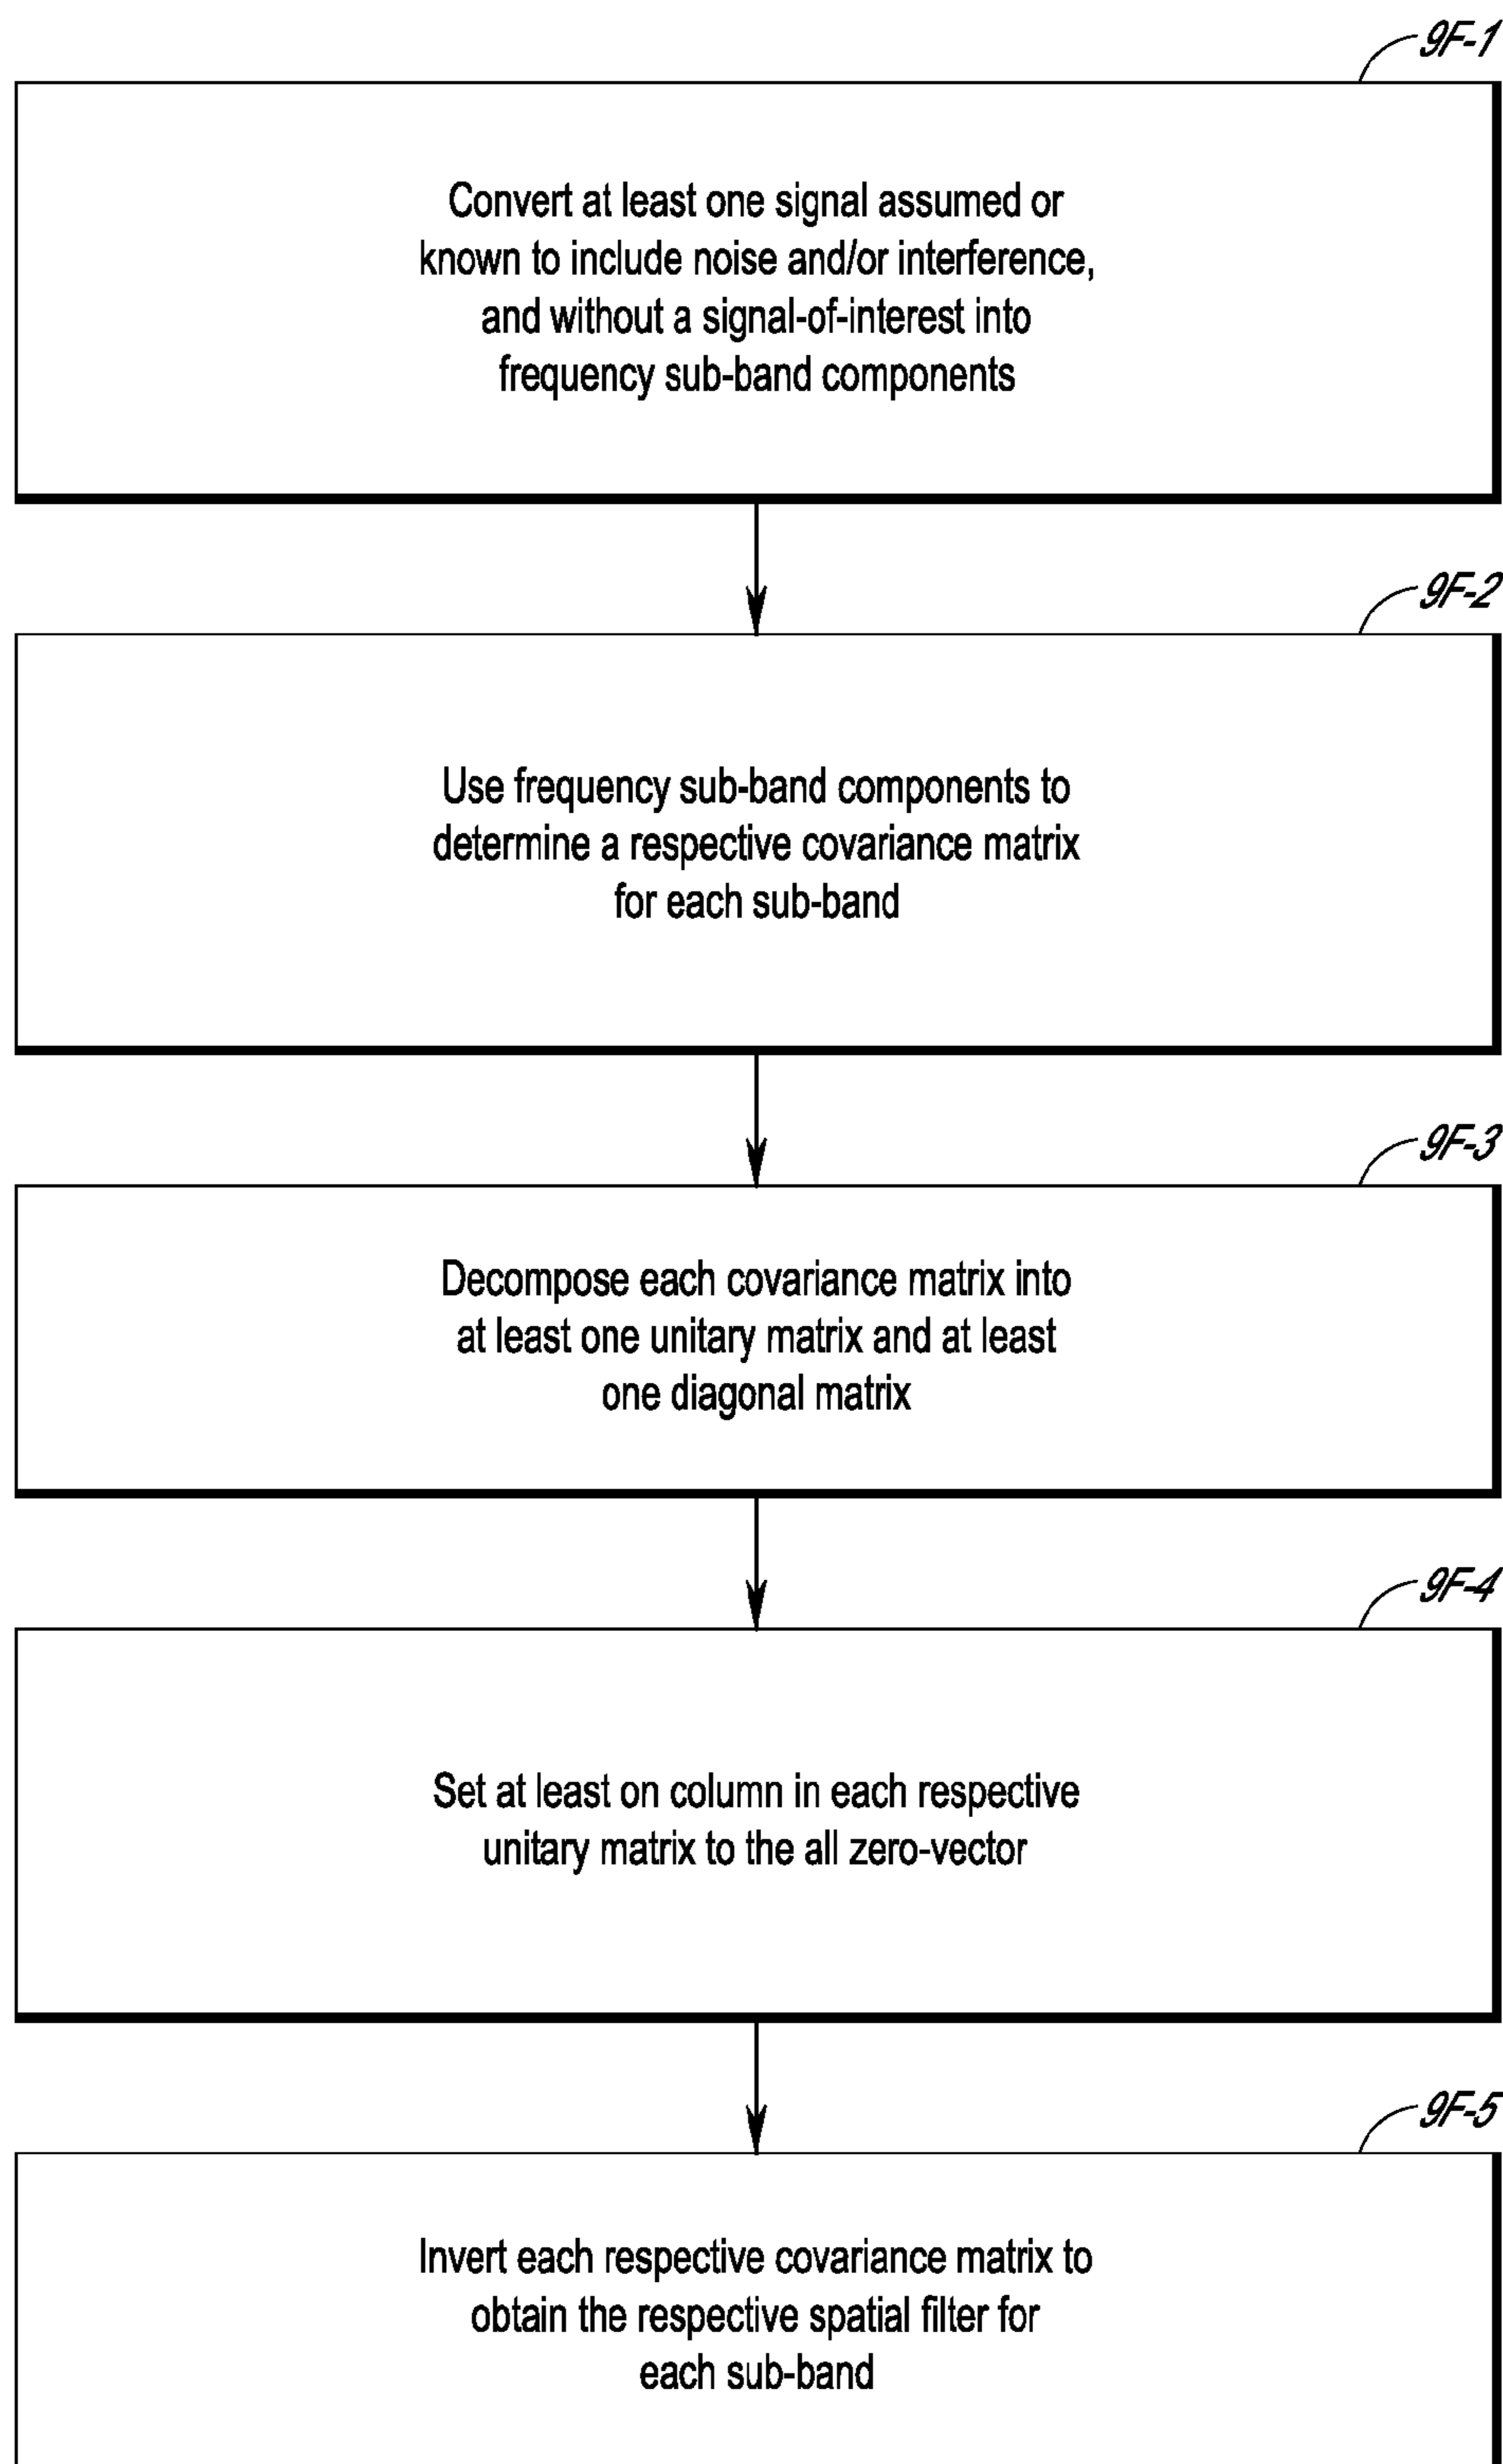 9F-1
Convert at least one signal assumed or
known to include noise and/or interference,
and without a signal-of-interest into
frequency sub-band components
9F-2
Use frequency sub-band components to
determine a respective covariance matrix
for each sub-band
9F-3
Decompose each covariance matrix into
at least one unitary matrix and at least
one diagonal matrix
9F-4
Set at least on column in each respective
unitary matrix to the all zero-vector
9F-5
Invert each respective covariance matrix to
obtain the respective spatial filter for
each sub-band